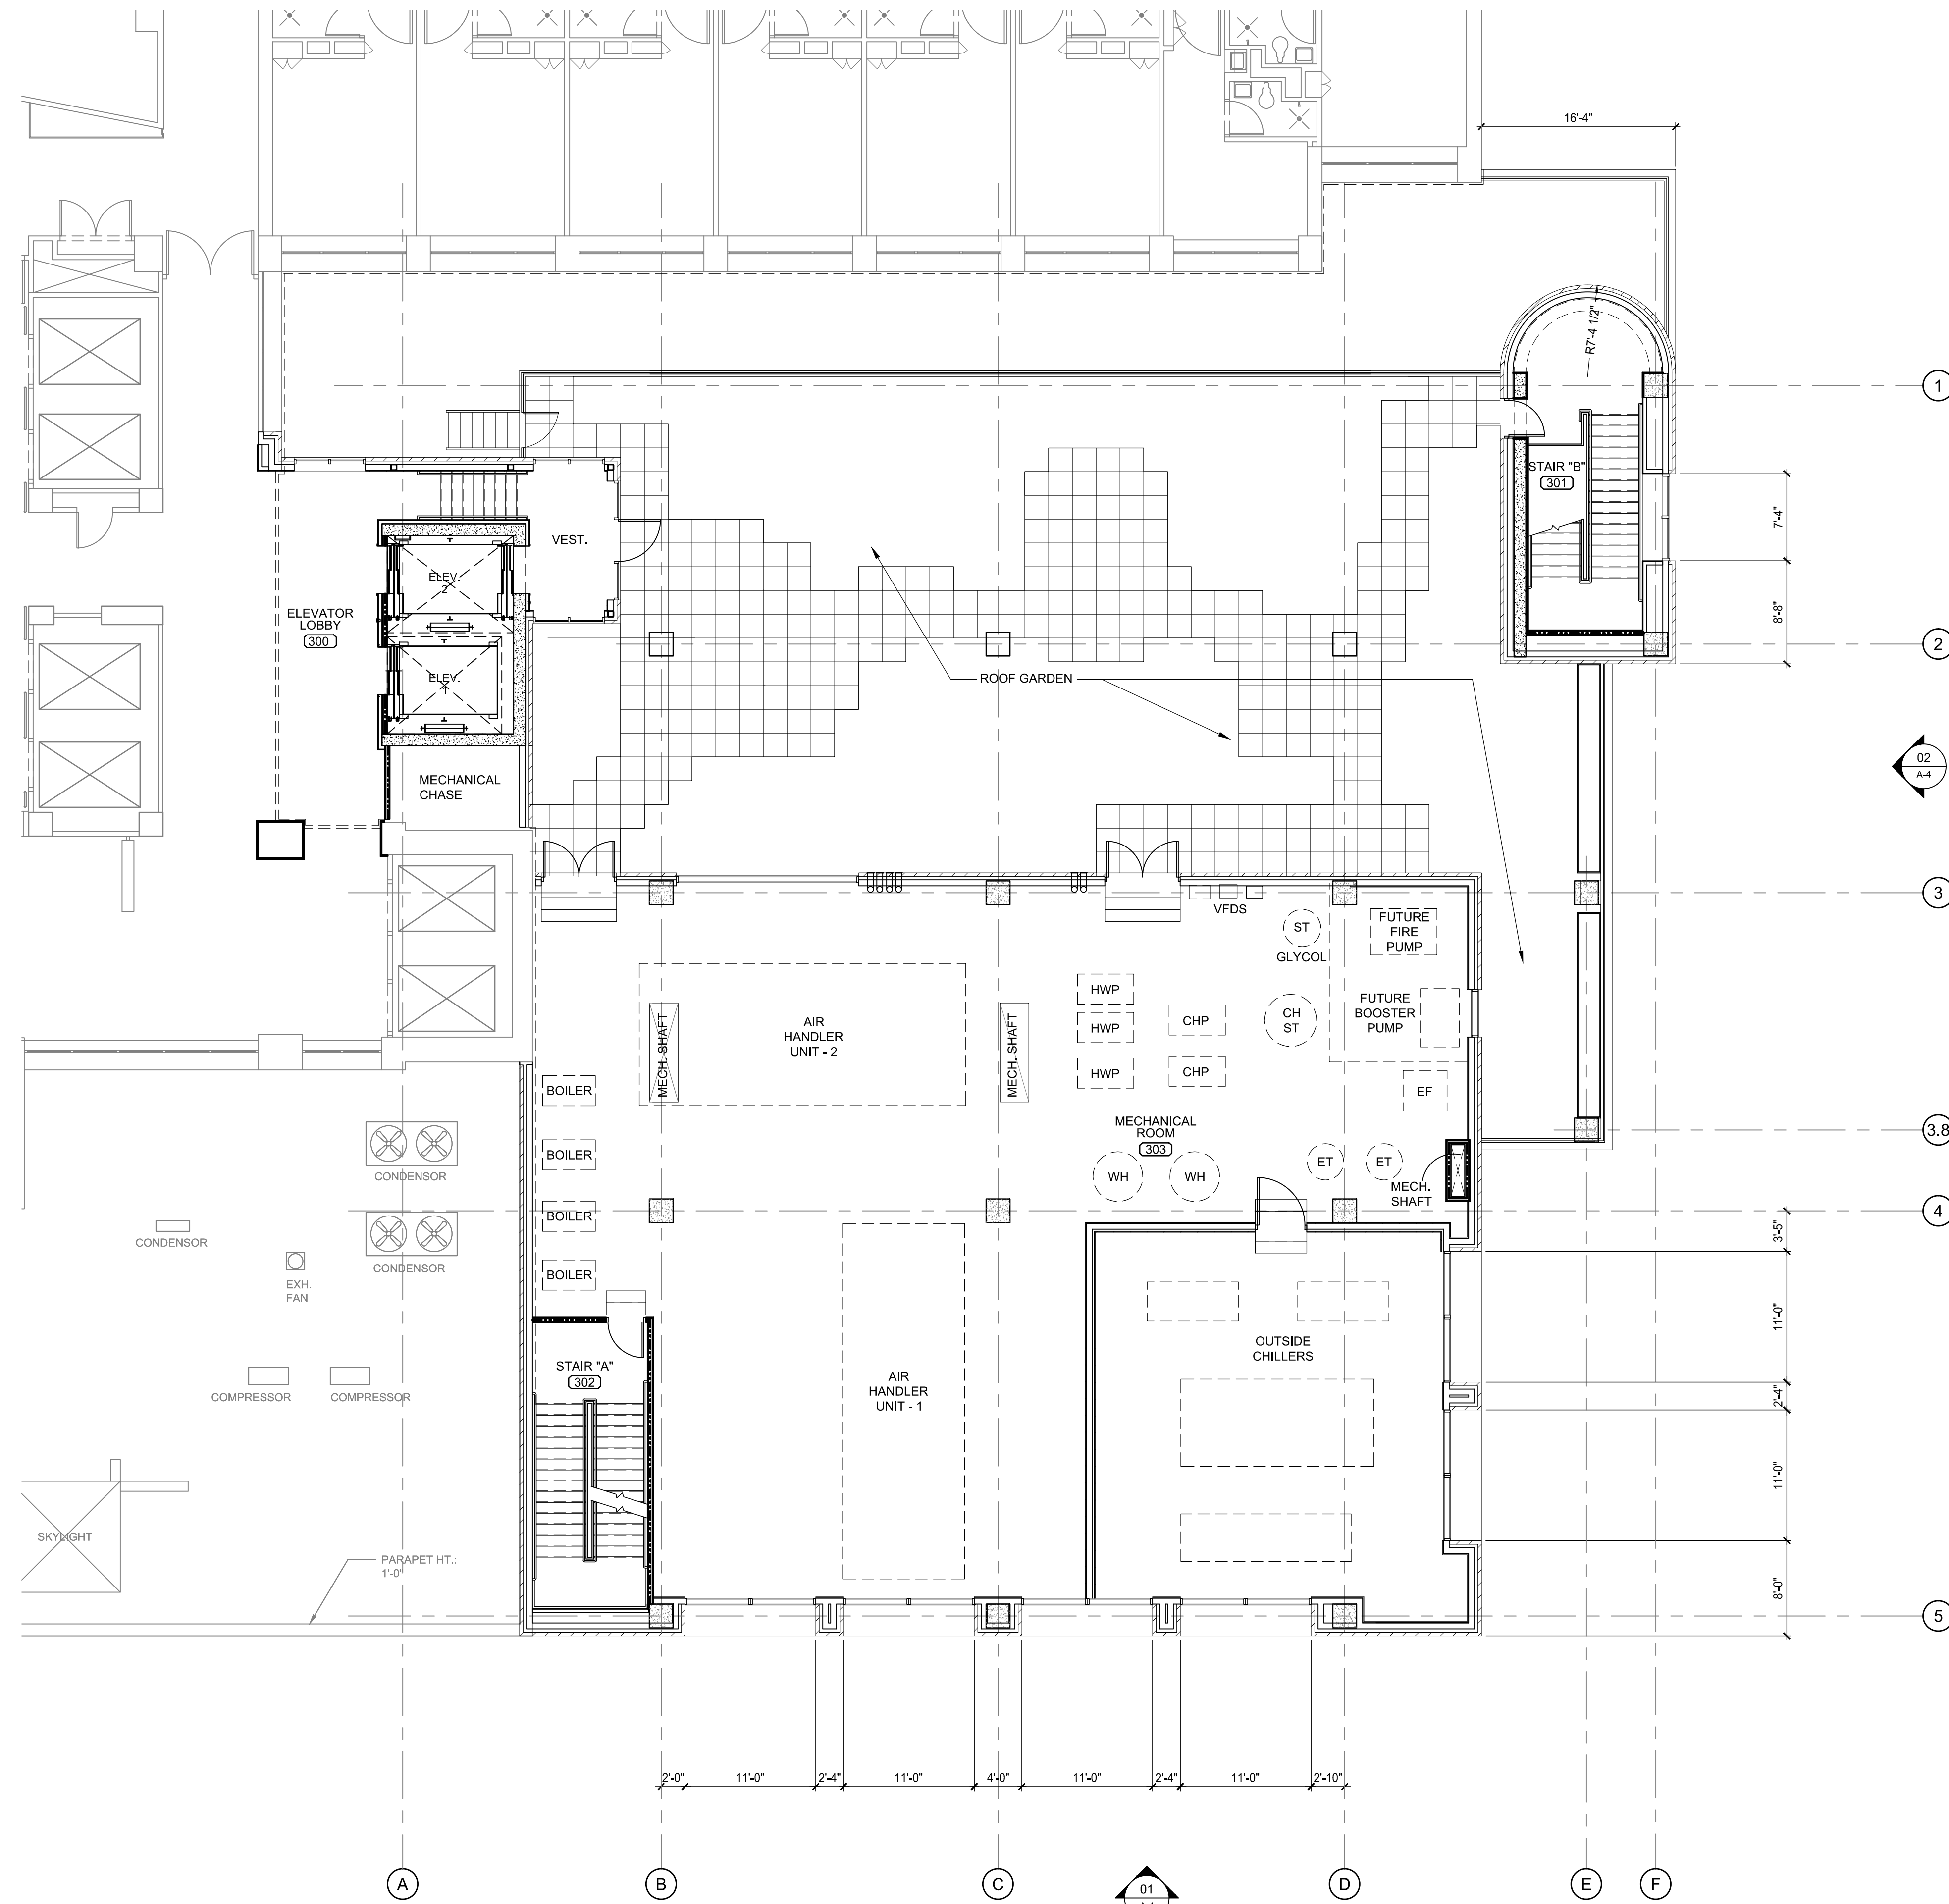 16'-4"
R7'-4 1/2"
1
STAIR "B"
301
7'-4"
VEST.
ELEV.
2
ELEVATOR
LOBBY
300
8'-8"
2
ELEV.
1
ROOF GARDEN
02
A-4
MECHANICAL
CHASE
3
VFDS
ST
GLYCOL
FUTURE
FIRE
PUMP
HWP
HWP
HWP
CHP
CHP
CH
ST
FUTURE
BOOSTER
PUMP
AIR
HANDLER
UNIT - 2
MECH. SHAFT
MECH. SHAFT
BOILER
EF
MECHANICAL
ROOM
303
3.8
BOILER
CONDENSOR
WH
WH
ET
ET
MECH.
SHAFT
BOILER
4
3'-5"
CONDENSOR
CONDENSOR
EXH.
FAN
BOILER
11'-0"
OUTSIDE
CHILLERS
STAIR "A"
302
AIR
HANDLER
UNIT - 1
COMPRESSOR
COMPRESSOR
2'-4"
11'-0"
SKYLIGHT
PARAPET HT.:
1'-0"
8'-0"
5
2'-0"
11'-0"
2'-4"
11'-0"
4'-0"
11'-0"
2'-4"
11'-0"
2'-10"
A
B
C
D
E
F
01